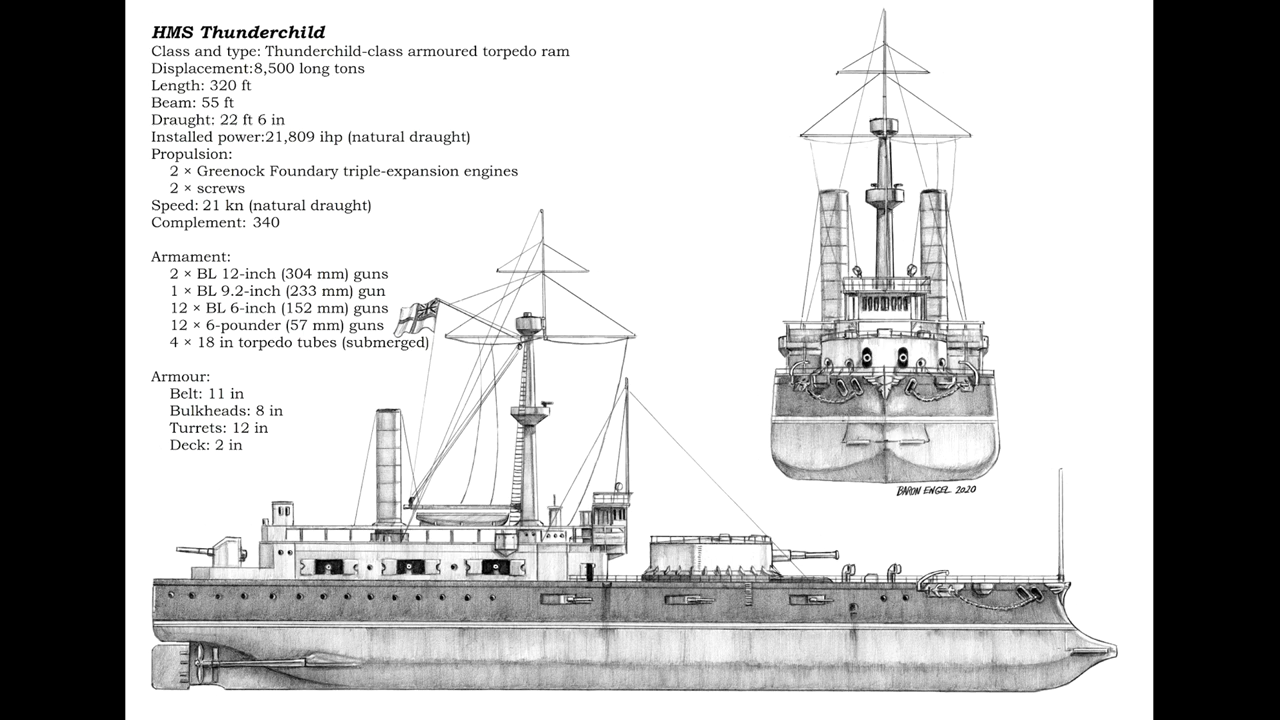 HMS Thunderchild
Class and type: Thunderchild-class armoured torpedo ram
Displacement:8,500 long tons
Length: 320 ft
Beam: 55 ft
Draught: 22 ft 6 in
Installed power:21,809 ihp (natural draught)
Propulsion:
2 × Greenock Foundary triple-expansion engines
2 × screws
Speed: 21 kn (natural draught)
Complement: 340
Armament:
2 × BL 12-inch (304 mm) guns
1 × BL 9.2-inch (233 mm) gun
12 × BL 6-inch (152 mm) guns
12 × 6-pounder (57 mm) guns
4 × 18 in torpedo tubes (submerged)
Armour:
Belt: 11 in
Bulkheads: 8 in
Turrets: 12 in
Deck: 2 in
BARON ENGEL 2020